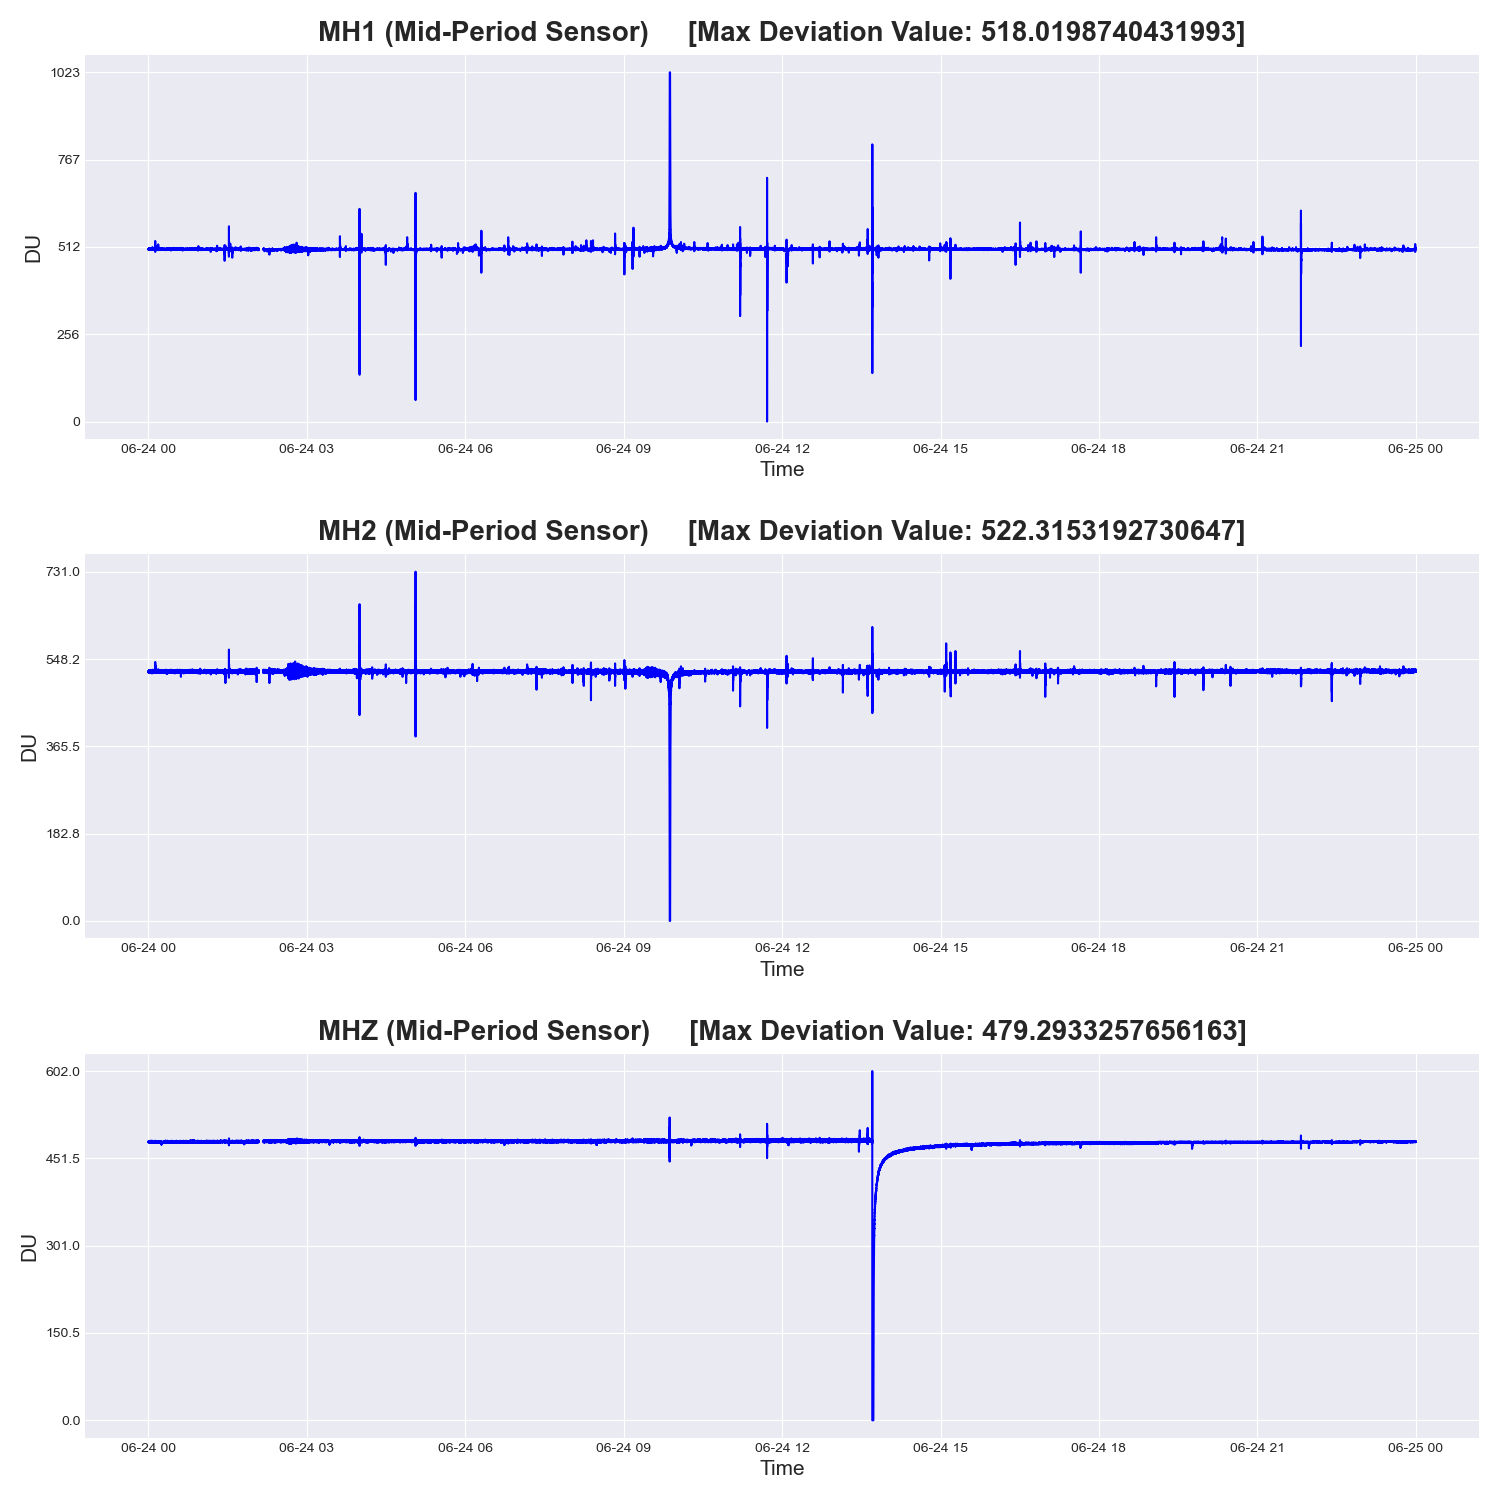 MH1 (Mid-Period Sensor) [Max Deviation Value: 518.0198740431993]
1023
767
512
256
0
DU
06-24 00 06-24 03 06-24 06 06-24 09 06-24 12 06-24 15 06-24 18 06-24 21 06-25 00
Time
MH2 (Mid-Period Sensor) [Max Deviation Value: 522.3153192730647]
731.0
548.2
365.5
182.8
0.0
DU
06-24 00 06-24 03 06-24 06 06-24 09 06-24 12 06-24 15 06-24 18 06-24 21 06-25 00
Time
MHZ (Mid-Period Sensor) [Max Deviation Value: 479.2933257656163]
602.0
451.5
301.0
150.5
0.0
DU
06-24 00 06-24 03 06-24 06 06-24 09 06-24 12 06-24 15 06-24 18 06-24 21 06-25 00
Time